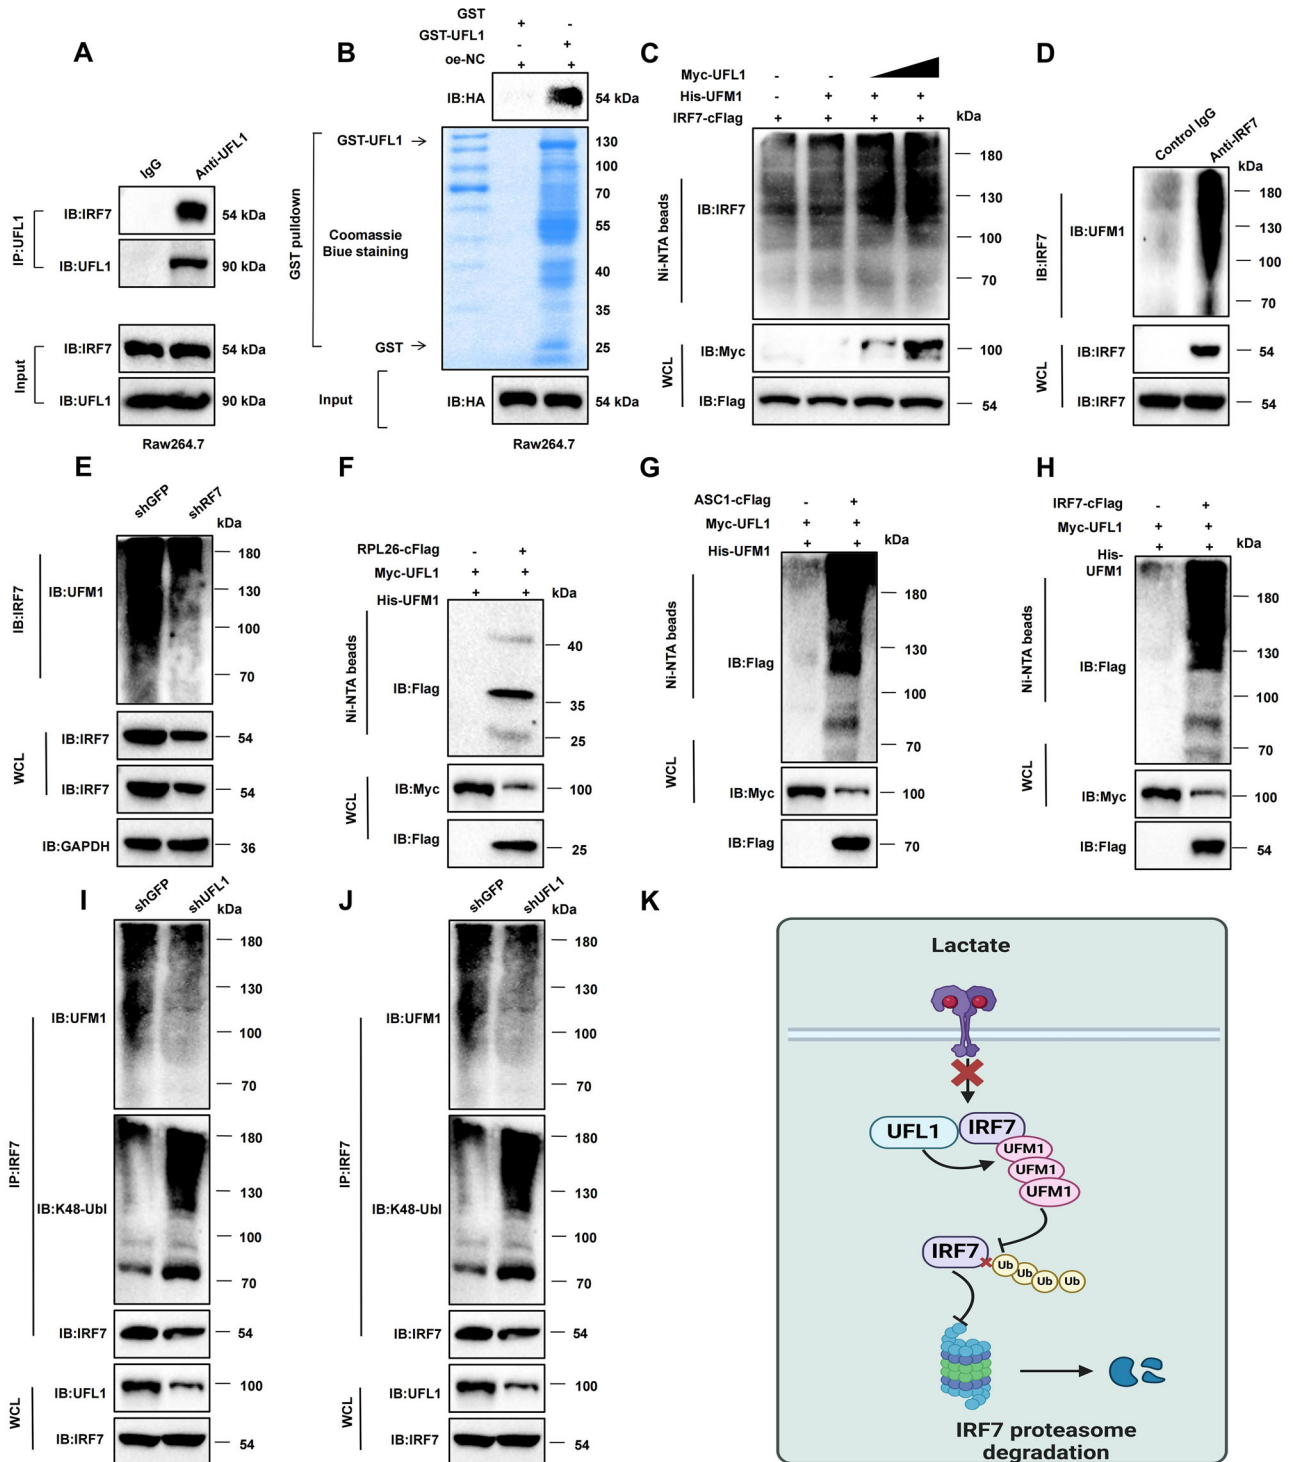 A
IgG
Anti-UFL1
IP:UFL1
IB:IRF7
54 kDa
IB:UFL1
90 kDa
Input
IB:IRF7
54 kDa
IB:UFL1
90 kDa
Raw264.7
B
GST + -
GST-UFL1 - +
oe-NC + +
IB:HA
54 kDa
GST pulldown
GST-UFL1
Coomassie
Blue staining
GST
130
100
70
55
40
35
25
Input
IB:HA
54 kDa
Raw264.7
C
Myc-UFL1 - -
His-UFM1 - + + +
IRF7-cFlag + + + +
kDa
Ni-NTA beads
IB:IRF7
180
130
100
70
WCL
IB:Myc
100
IB:Flag
54
D
Control IgG
Anti-IRF7
kDa
IB:IRF7
IB:UFM1
180
130
100
70
WCL
IB:IRF7
54
IB:IRF7
54
E
shGFP
shRF7
kDa
IB:IRF7
IB:UFM1
180
130
100
70
WCL
IB:IRF7
54
IB:IRF7
54
IB:GAPDH
36
F
RPL26-cFlag - +
Myc-UFL1 + +
His-UFM1 + +
kDa
Ni-NTA beads
IB:Flag
40
35
25
WCL
IB:Myc
100
IB:Flag
25
G
ASC1-cFlag - +
Myc-UFL1 + +
His-UFM1 + +
kDa
Ni-NTA beads
IB:Flag
180
130
100
70
WCL
IB:Myc
100
IB:Flag
70
H
IRF7-cFlag - +
Myc-UFL1 + +
His- + +
UFM1
kDa
Ni-NTA beads
IB:Flag
180
130
100
70
WCL
IB:Myc
100
IB:Flag
54
I
shGFP
shUFL1
kDa
IP:IRF7
IB:UFM1
180
130
100
70
IB:K48-UbI
180
130
100
70
IB:IRF7
54
WCL
IB:UFL1
100
IB:IRF7
54
J
shGFP
shUFL1
kDa
IP:IRF7
IB:UFM1
180
130
100
70
IB:K48-UbI
180
130
100
70
IB:IRF7
54
WCL
IB:UFL1
100
IB:IRF7
54
K
Lactate
UFL1
IRF7
UFM1
UFM1
UFM1
IRF7
Ub
Ub
Ub
Ub
IRF7 proteasome
degradation